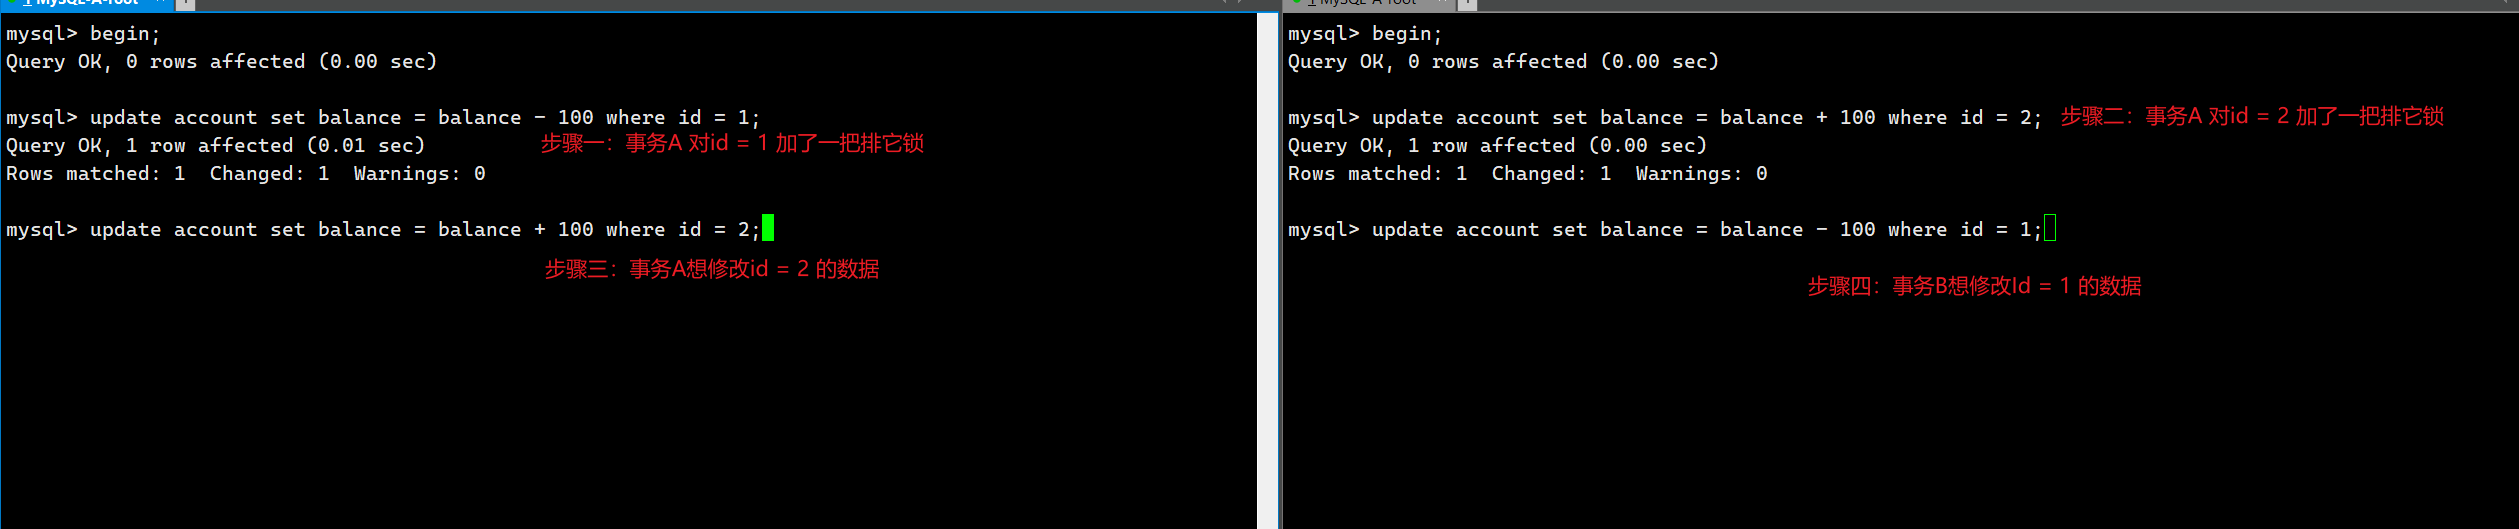 1 MySQL-A-root
mysql> begin;
Query OK, 0 rows affected (0.00 sec)
mysql> update account set balance = balance - 100 where id = 1;
步骤一：事务A 对id = 1 加了一把排它锁
Query OK, 1 row affected (0.01 sec)
Rows matched: 1  Changed: 1  Warnings: 0
mysql> update account set balance = balance + 100 where id = 2;
步骤三：事务A想修改id = 2 的数据
1 MySQL-A-root
mysql> begin;
Query OK, 0 rows affected (0.00 sec)
mysql> update account set balance = balance + 100 where id = 2; 步骤二：事务A 对id = 2 加了一把排它锁
Query OK, 1 row affected (0.00 sec)
Rows matched: 1  Changed: 1  Warnings: 0
mysql> update account set balance = balance - 100 where id = 1;
步骤四：事务B想修改Id = 1 的数据